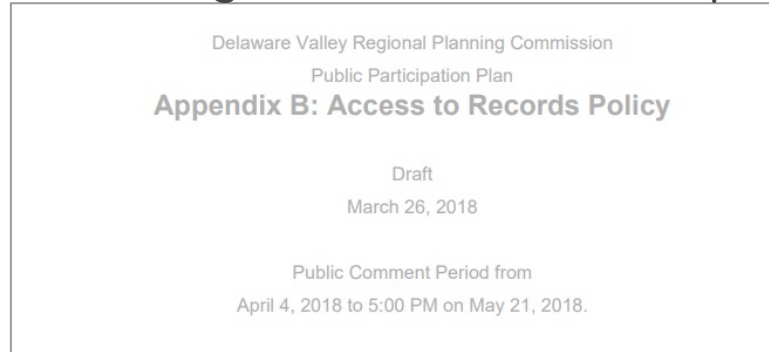 Delaware Valley Regional Planning Commission
Public Participation Plan
Appendix B: Access to Records Policy
Draft
March 26, 2018
Public Comment Period from
April 4, 2018 to 5:00 PM on May 21, 2018.